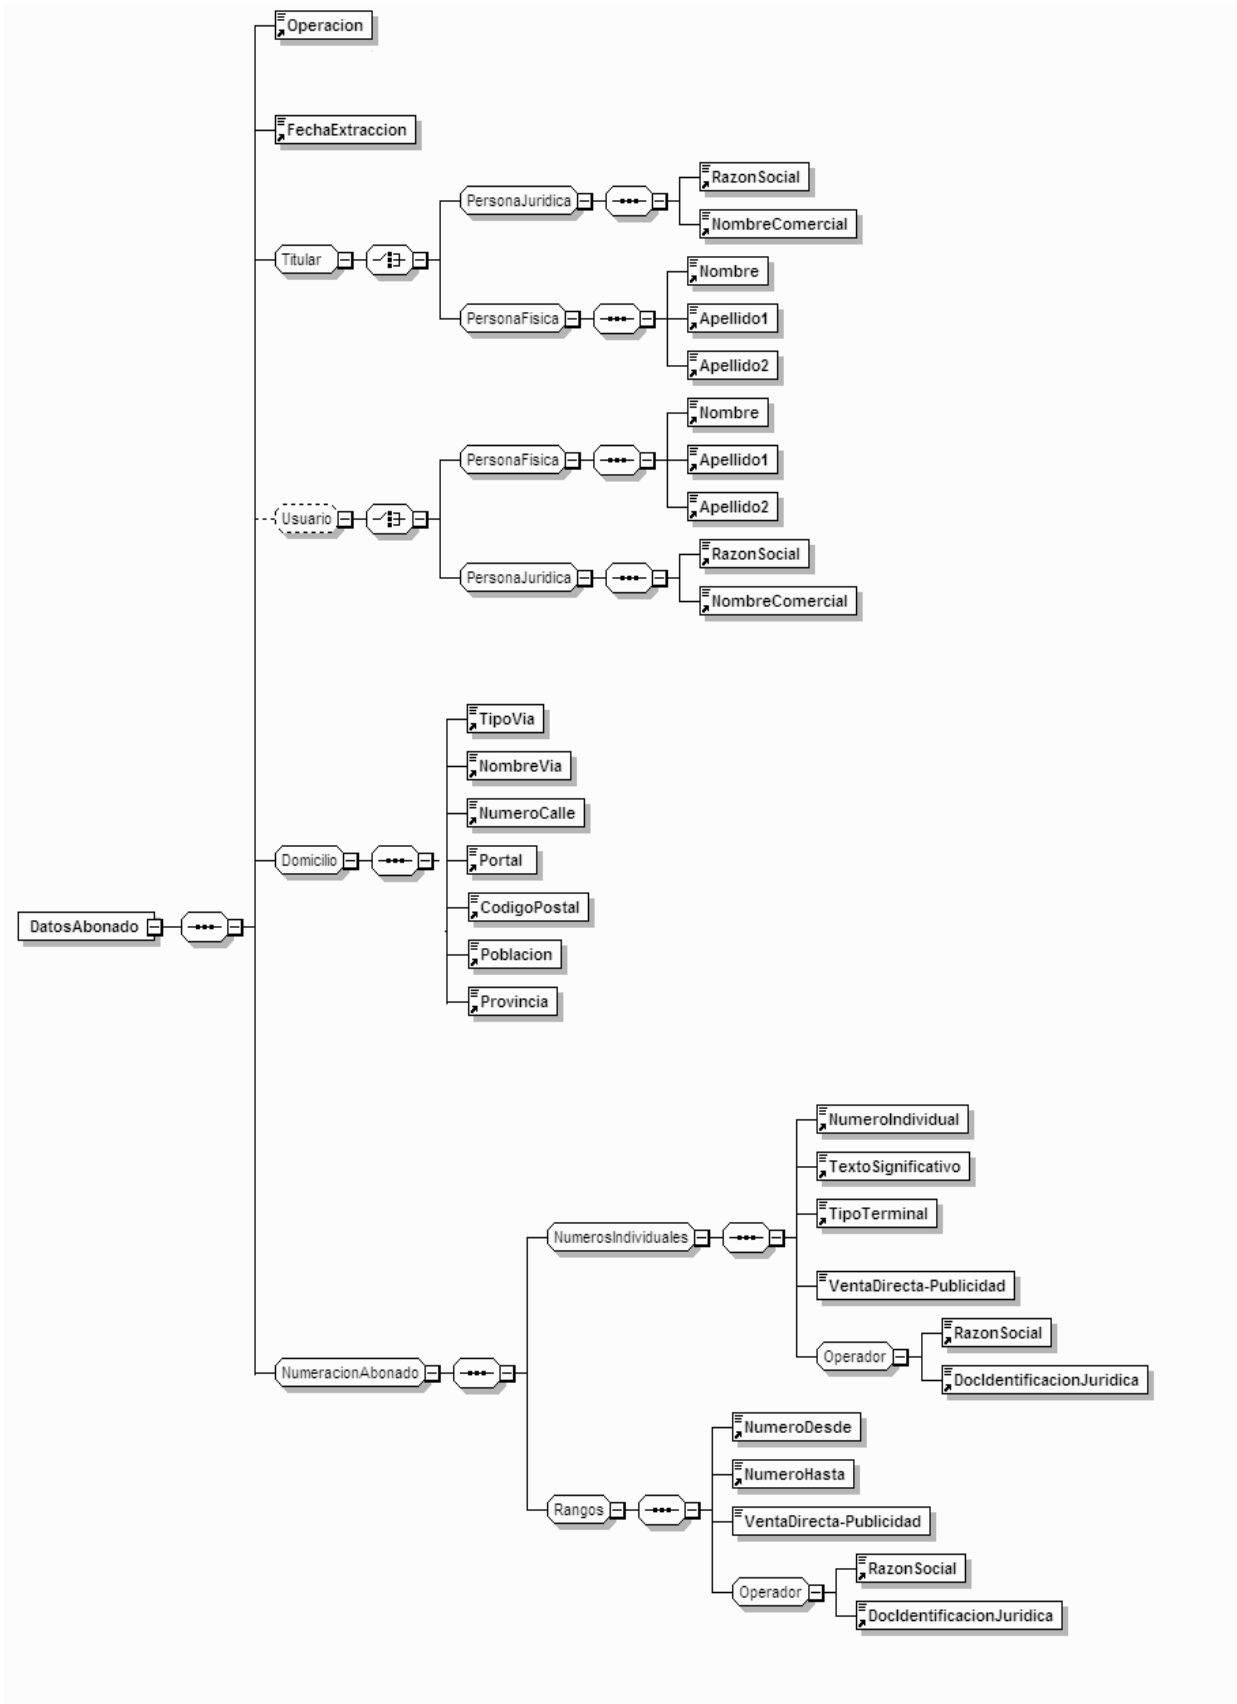 Operacion
FechaExtraccion
RazonSocial
PersonaJuridica
NombreComercial
Titular
Nombre
PersonaFisica
Apellido1
Apellido2
Nombre
PersonaFisica
Apellido1
Apellido2
Usuario
RazonSocial
PersonaJuridica
NombreComercial
TipoVia
NombreVia
NumeroCalle
Domicilio
Portal
CodigoPostal
DatosAbonado
Poblacion
Provincia
NumeroIndividual
TextoSignificativo
TipoTerminal
NumerosIndividuales
VentaDirecta-Publicidad
RazonSocial
Operador
DocIdentificacionJuridica
NumeracionAbonado
NumeroDesde
NumeroHasta
Rangos
VentaDirecta-Publicidad
RazonSocial
Operador
DocIdentificacionJuridica